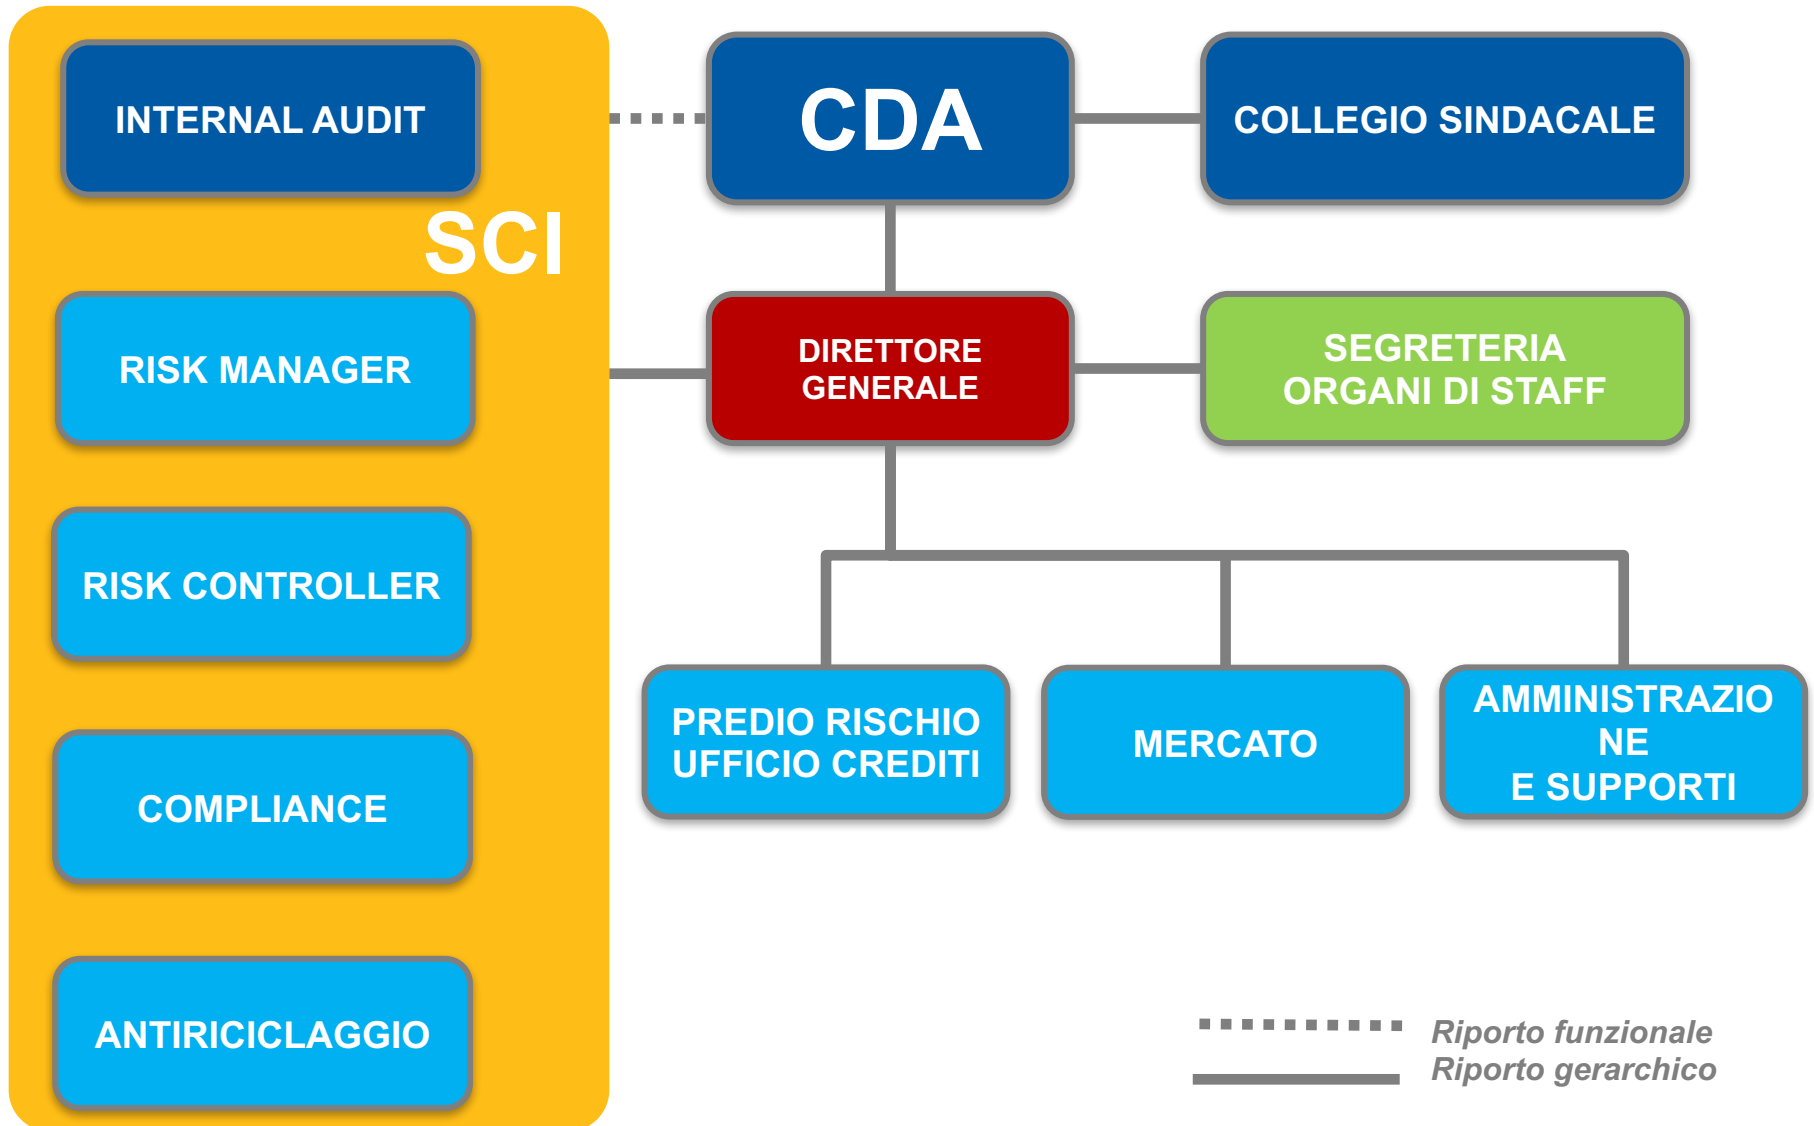 INTERNAL AUDIT
CDA
COLLEGIO SINDACALE
SCI
RISK MANAGER
DIRETTORE
GENERALE
SEGRETERIA
ORGANI DI STAFF
RISK CONTROLLER
PREDIO RISCHIO
UFFICIO CREDITI
MERCATO
AMMINISTRAZIO
NE
E SUPPORTI
COMPLIANCE
ANTIRICICLAGGIO
Riporto funzionale
Riporto gerarchico